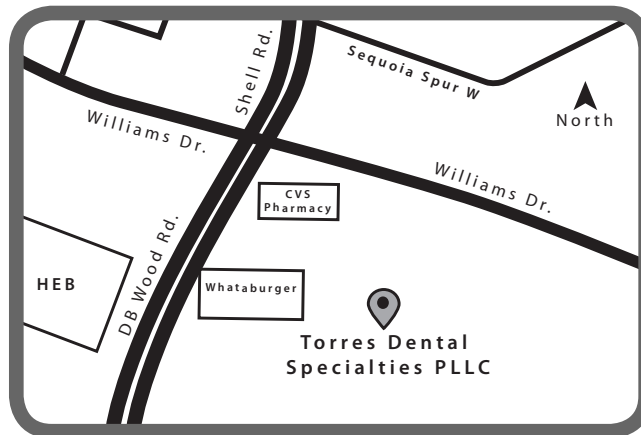 Shell Rd.
Sequoia Spur W
North
Williams Dr.
Williams Dr.
CVS
Pharmacy
DB Wood Rd.
HEB
Whataburger
Torres Dental
Specialties PLLC